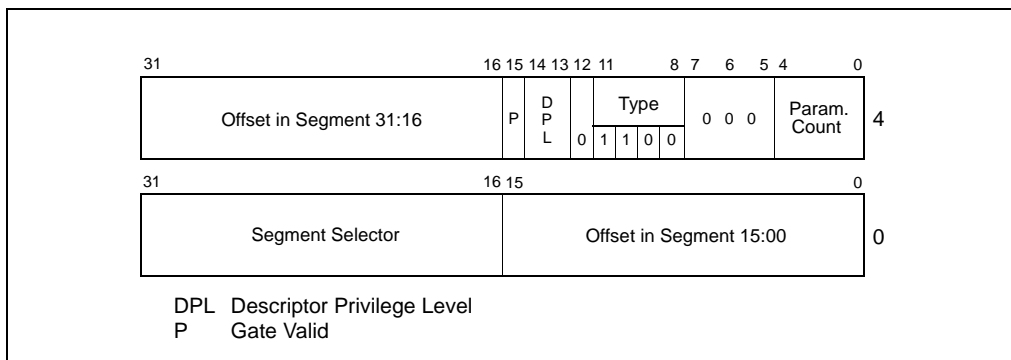 31 16 15 14 13 12 11 8 7 6 5 4 0
Offset in Segment 31:16 P D P L 0 Type 1 1 0 0 0 0 0 Param. Count 4
31 16 15 0
Segment Selector Offset in Segment 15:00 0
DPL Descriptor Privilege Level
P Gate Valid